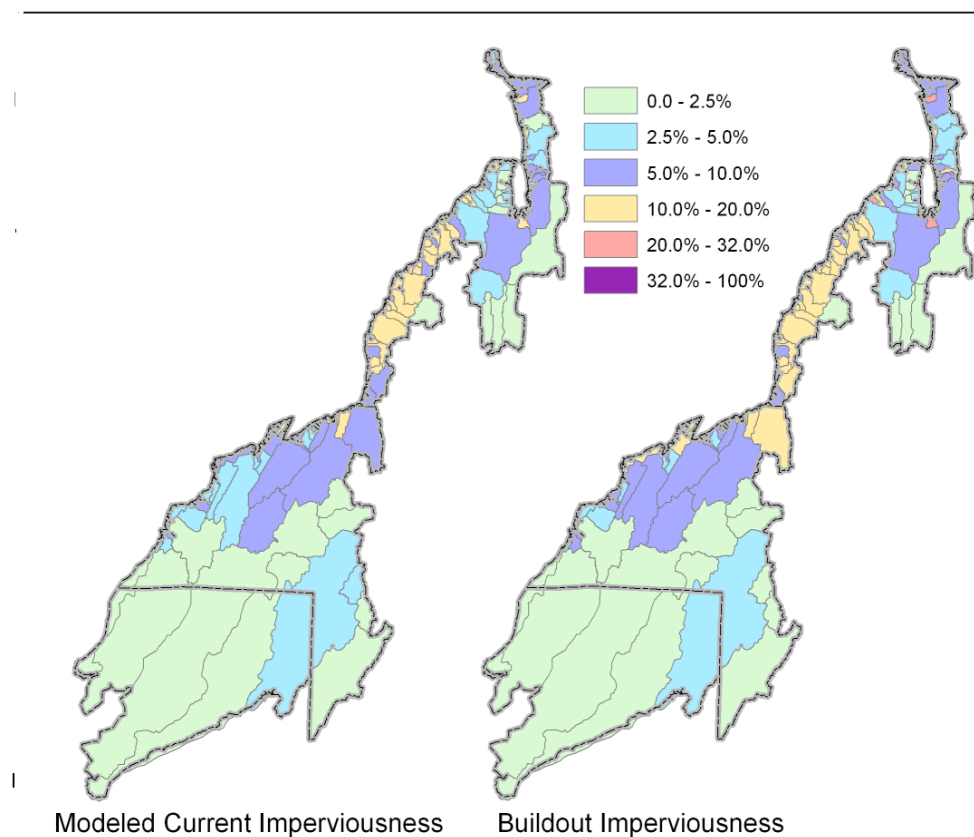 0.0 - 2.5%
2.5% - 5.0%
5.0% - 10.0%
10.0% - 20.0%
20.0% - 32.0%
32.0% - 100%
Modeled Current Imperviousness
Buildout Imperviousness